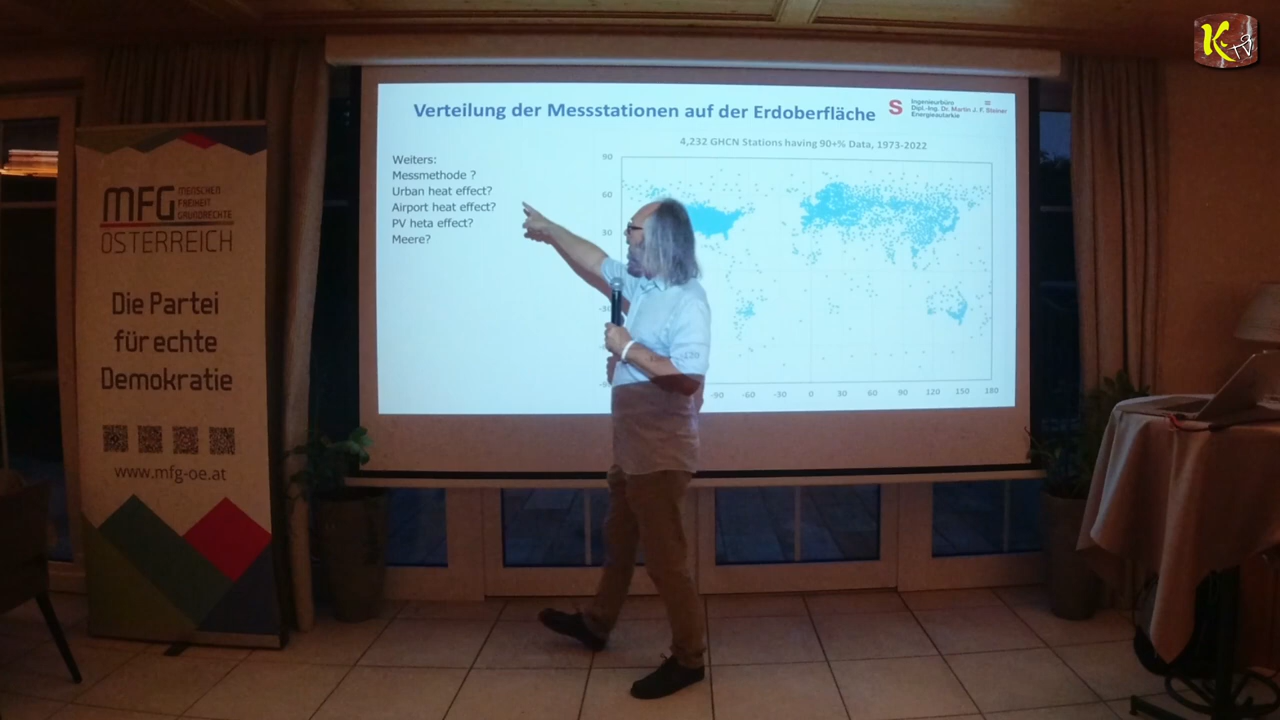 K
TV
MFG
MENSCHEN
FREIHEIT
GRUNDRECHTE
ÖSTERREICH
Die Partei
für echte
Demokratie
www.mfg-oe.at
Verteilung der Messstationen auf der Erdoberfläche
S
Ingenieurbüro
Dipl.-Ing. Dr. Martin J. F. Steiner
Energieautarkie
Weiters:
Messmethode ?
Urban heat effect?
Airport heat effect?
PV heta effect?
Meere?
4,232 GHCN Stations having 90+% Data, 1973-2022
90
60
30
-120
-90 -60 -30 0 30 60 90 120 150 180